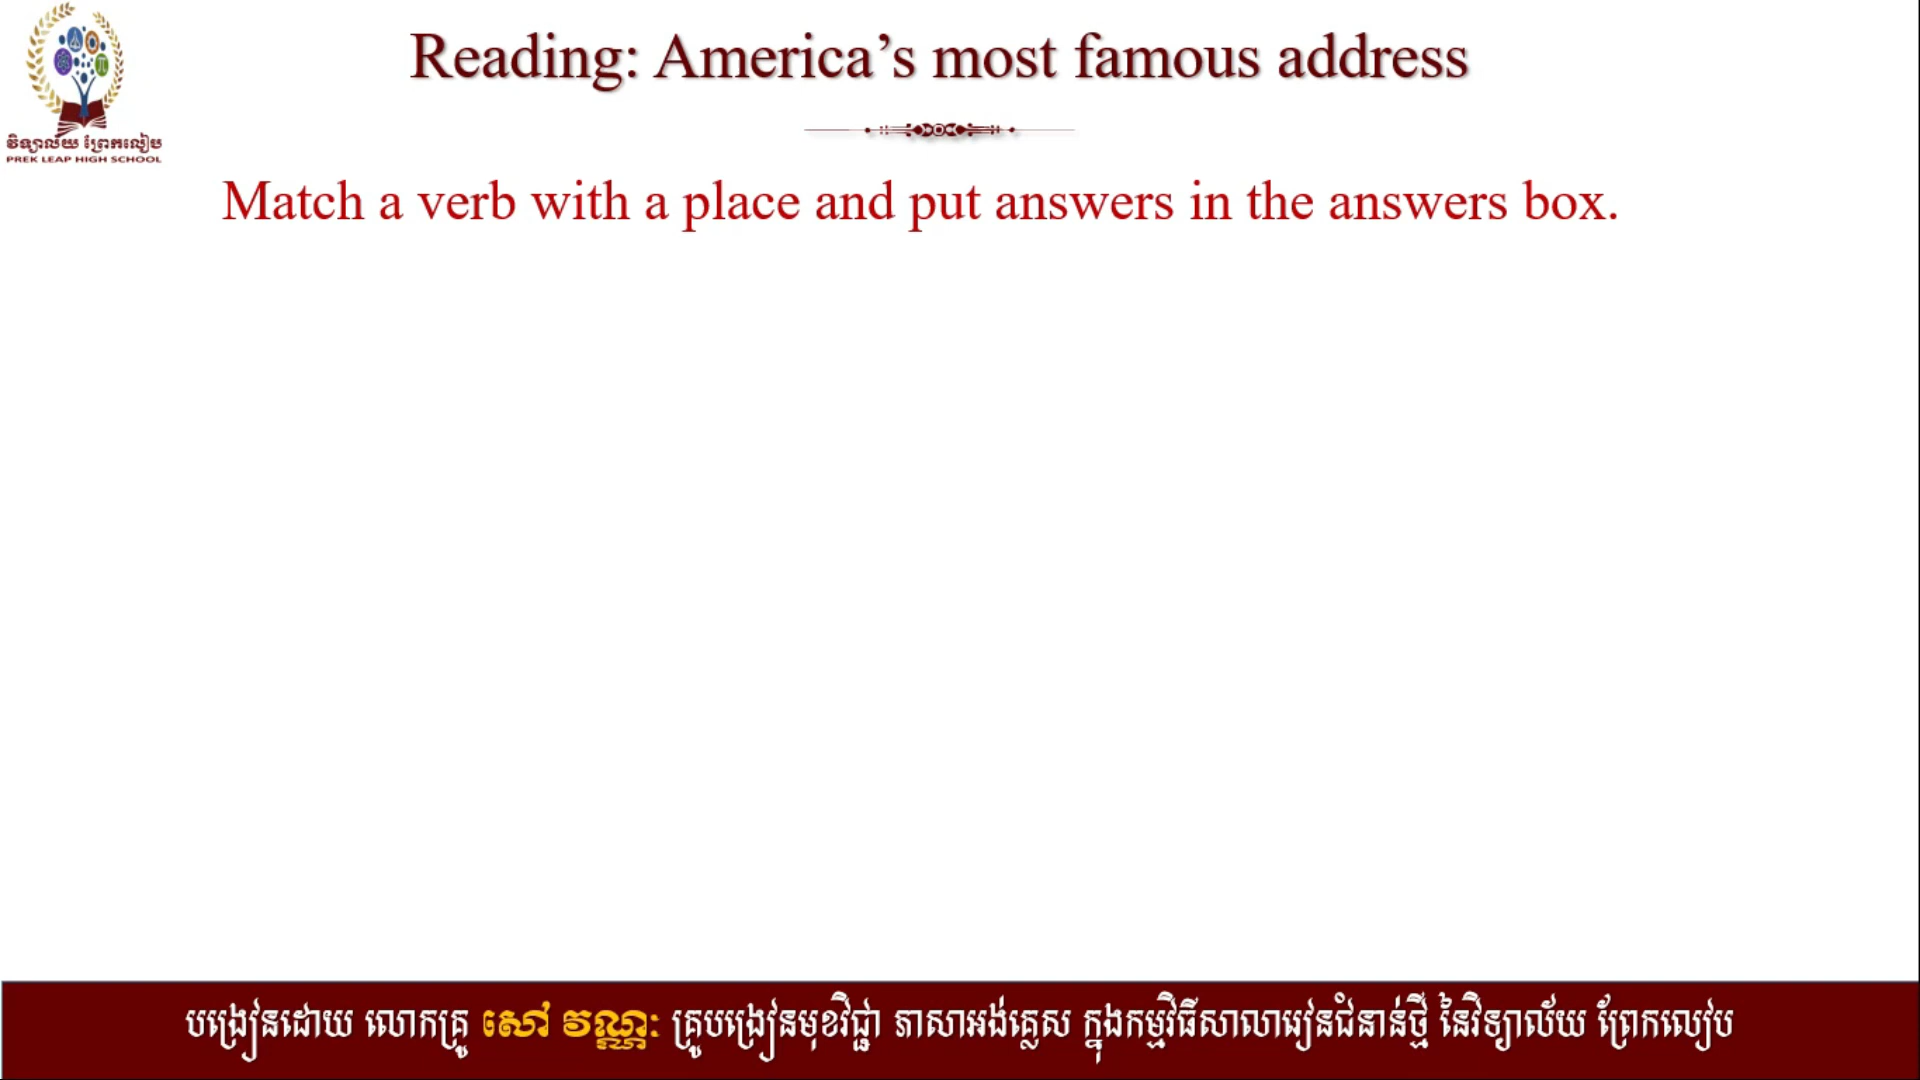 Reading: America’s most famous address
វិទ្យាល័យ ព្រែកលៀប
PREK LEAP HIGH SCHOOL
Match a verb with a place and put answers in the answers box.
បង្រៀនដោយ លោកគ្រូ សៅ វណ្ណៈ គ្រូបង្រៀនមុខវិជ្ជា ភាសាអង់គ្លេស ក្នុងកម្មវិធីសាលារៀនជំនាន់ថ្មី នៃវិទ្យាល័យ ព្រែកលៀប